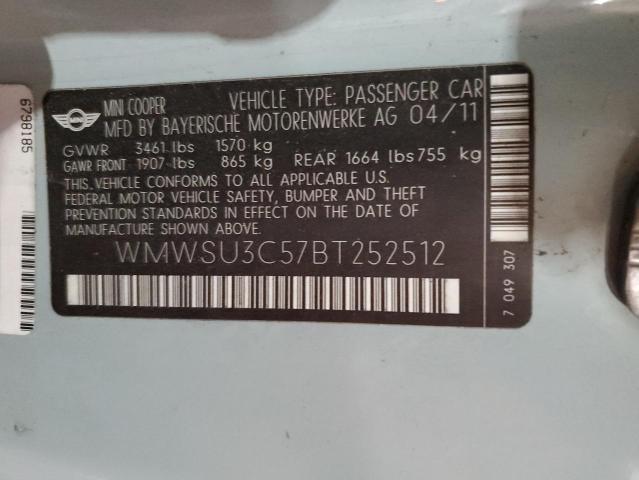 MINI
MINI COOPER VEHICLE TYPE: PASSENGER CAR
MFD BY BAYERISCHE MOTORENWERKE AG 04/11
GVWR 3461 lbs 1570 kg
GAWR FRONT 1907 lbs 865 kg REAR 1664 lbs 755 kg
THIS VEHICLE CONFORMS TO ALL APPLICABLE U.S.
FEDERAL MOTOR VEHICLE SAFETY, BUMPER AND THEFT
PREVENTION STANDARDS IN EFFECT ON THE DATE OF
MANUFACTURE SHOWN ABOVE.
WMWSU3C57BT252512
7 049 307
6798185